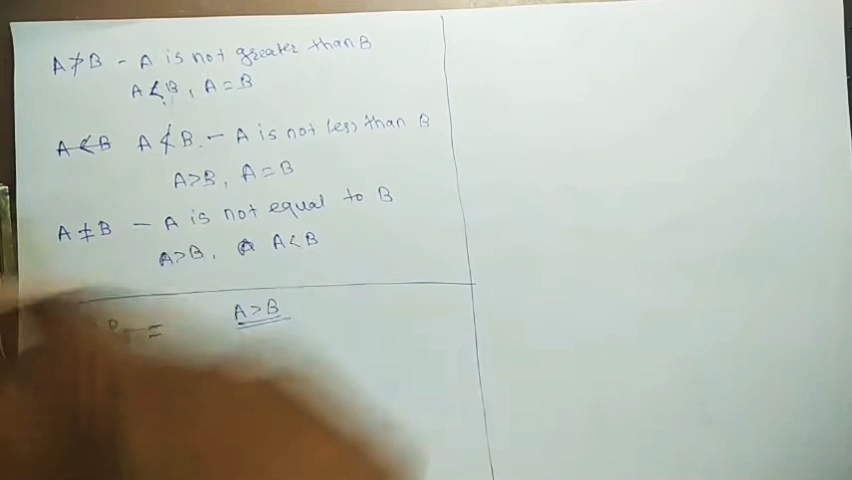 A ≯ B - A is not greater than B
A < B, A = B
A < B A ≮ B. - A is not less than B
A > B, A = B
A ≠ B - A is not equal to B
A > B, A < B
A > B
=